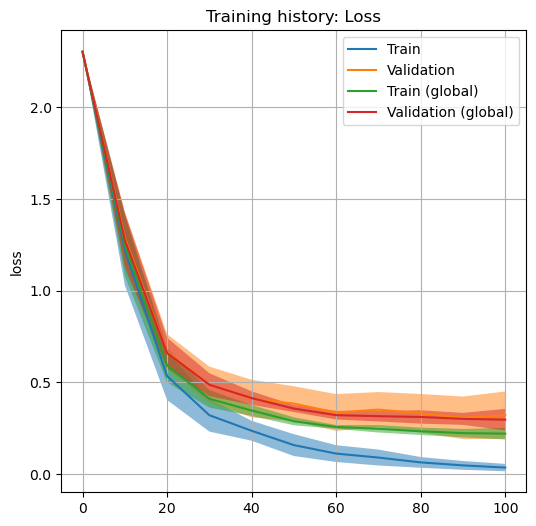 Training history: Loss
Train
Validation
Train (global)
Validation (global)
loss
2.0
1.5
1.0
0.5
0.0
0 20 40 60 80 100